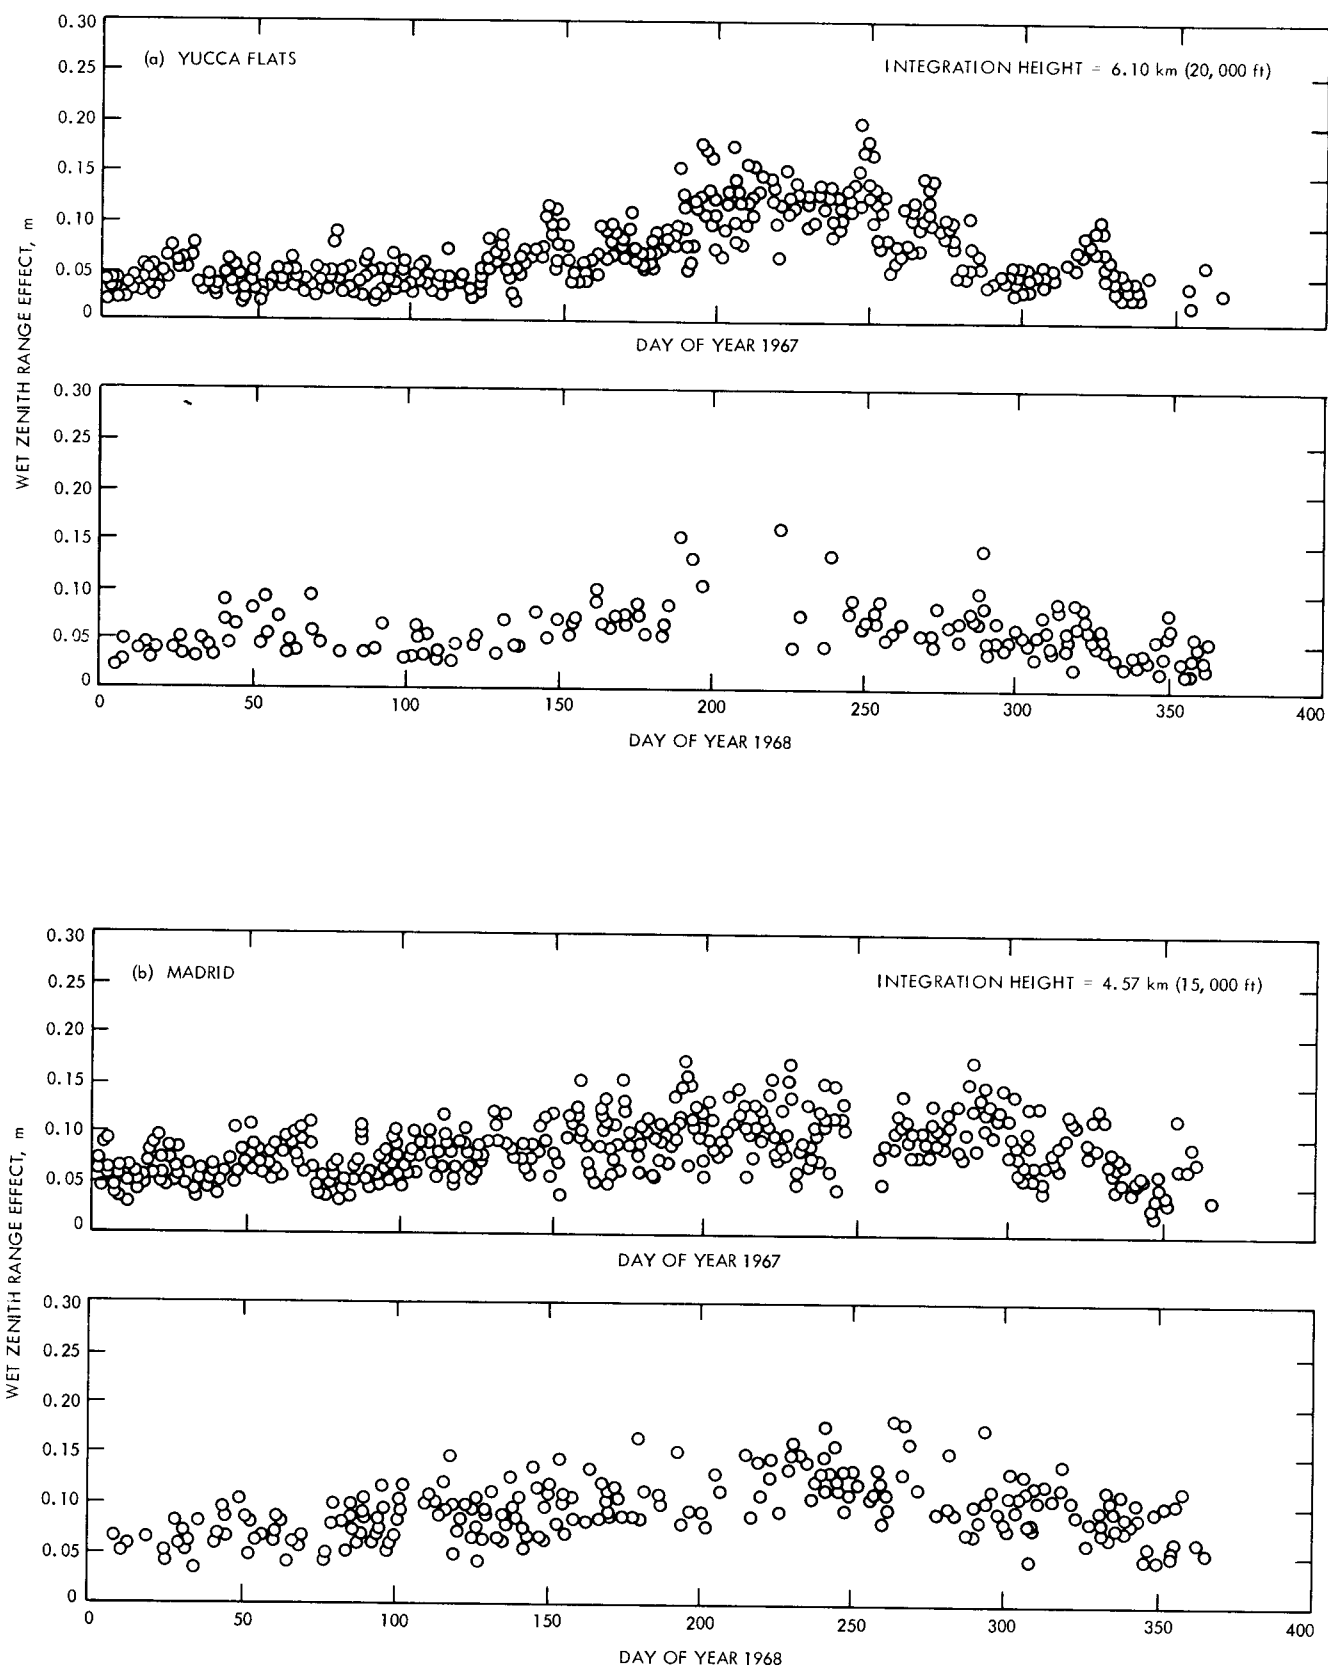 0.30
(a) YUCCA FLATS
INTEGRATION HEIGHT = 6.10 km (20,000 ft)
0.25
0.20
0.15
0.10
0.05
0
DAY OF YEAR 1967
WET ZENITH RANGE EFFECT, m
0.30
0.25
0.20
0.15
0.10
0.05
0
0 50 100 150 200 250 300 350 400
DAY OF YEAR 1968
0.30
(b) MADRID
INTEGRATION HEIGHT = 4.57 km (15,000 ft)
0.25
0.20
0.15
0.10
0.05
0
DAY OF YEAR 1967
WET ZENITH RANGE EFFECT, m
0.30
0.25
0.20
0.15
0.10
0.05
0
0 50 100 150 200 250 300 350 400
DAY OF YEAR 1968